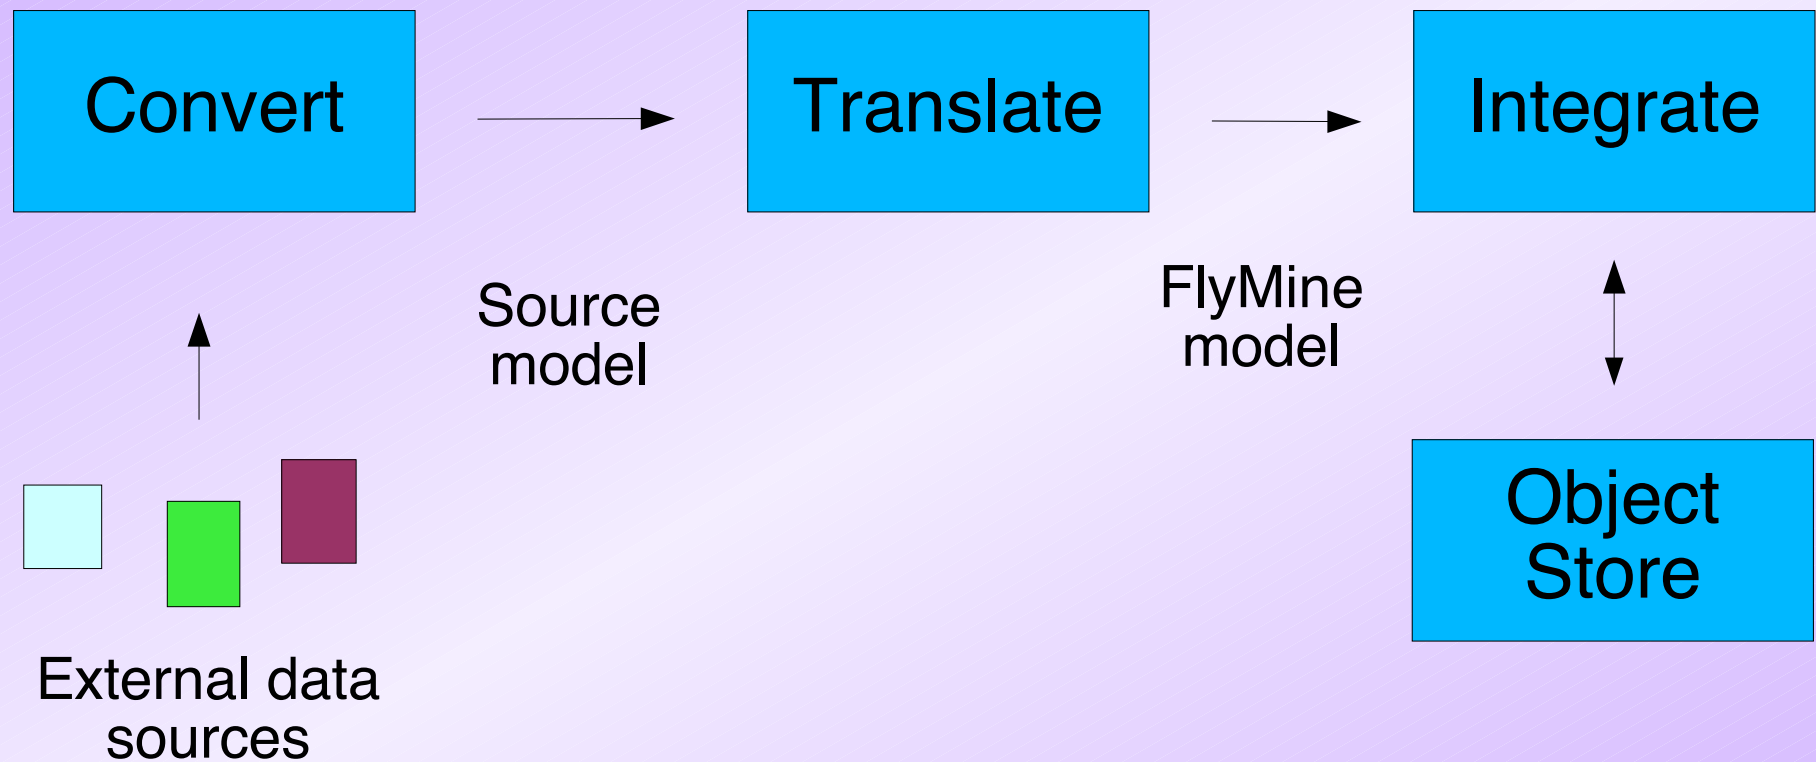 Convert
Translate
Integrate
Source
model
FlyMine
model
Object
Store
External data
sources